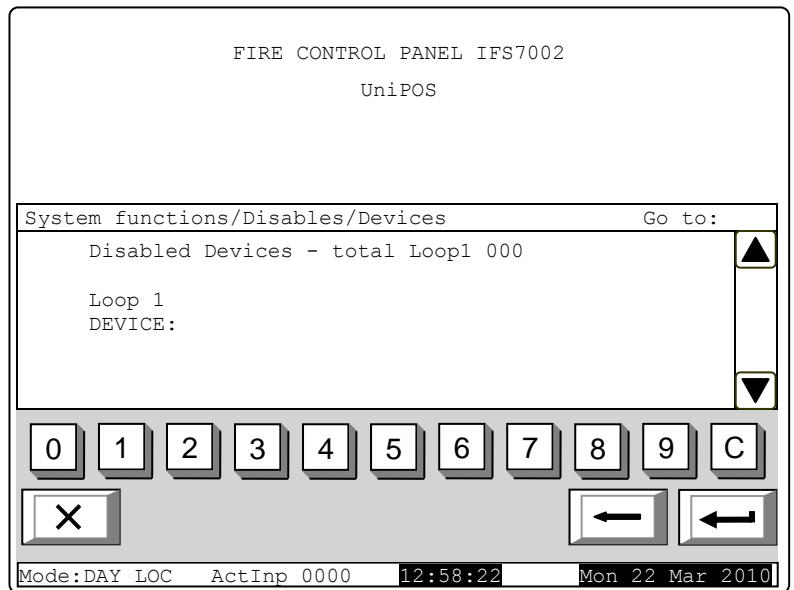 FIRE CONTROL PANEL IFS7002
UniPOS
System functions/Disables/Devices Go to:
Disabled Devices - total Loop1 000
Loop 1
DEVICE:
0 1 2 3 4 5 6 7 8 9 C
Mode:DAY LOC ActInp 0000 12:58:22 Mon 22 Mar 2010